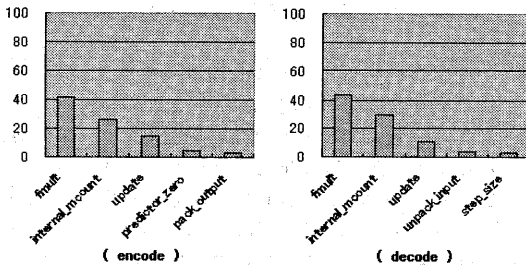 100
80
60
40
20
0
fmult
internal_mcount
update
predictor_zero
pack_output
( encode )
100
80
60
40
20
0
fmult
internal_mcount
update
unpack_input
step_size
( decode )